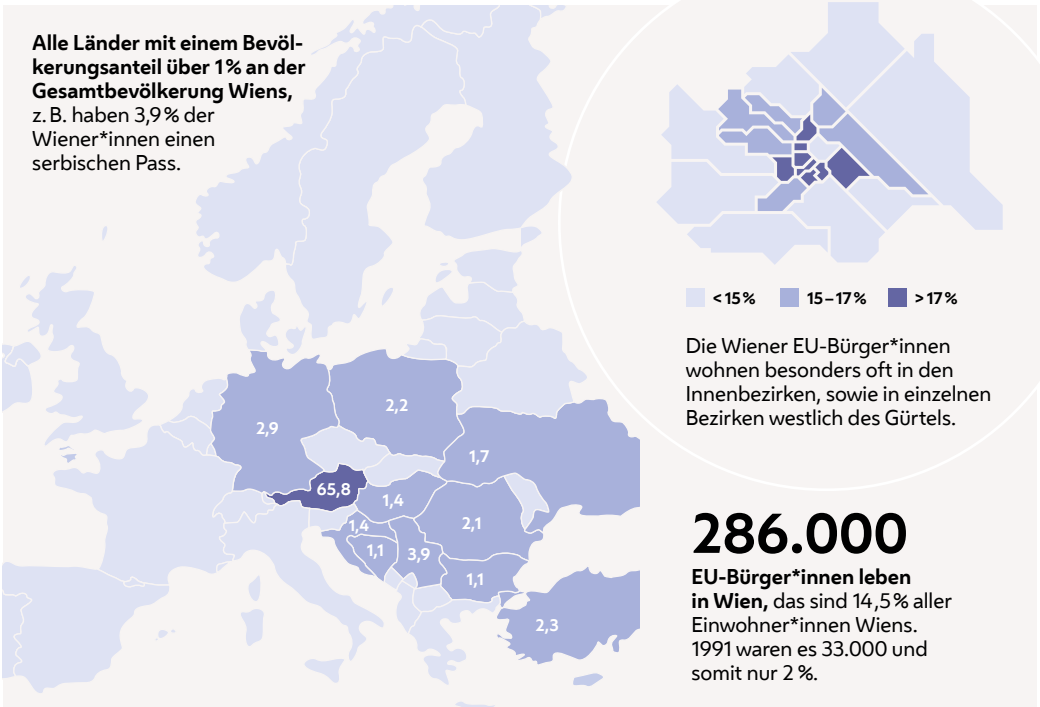 Alle Länder mit einem Bevöl-
kerungsanteil über 1 % an der
Gesamtbevölkerung Wiens,
z. B. haben 3,9 % der
Wiener*innen einen
serbischen Pass.
2,2
2,9
1,7
65,8
1,4
2,1
1,4
1,1
3,9
1,1
2,3
< 15 %
15 – 17 %
> 17 %
Die Wiener EU-Bürger*innen
wohnen besonders oft in den
Innenbezirken, sowie in einzelnen
Bezirken westlich des Gürtels.
286.000
EU-Bürger*innen leben
in Wien, das sind 14,5 % aller
Einwohner*innen Wiens.
1991 waren es 33.000 und
somit nur 2 %.